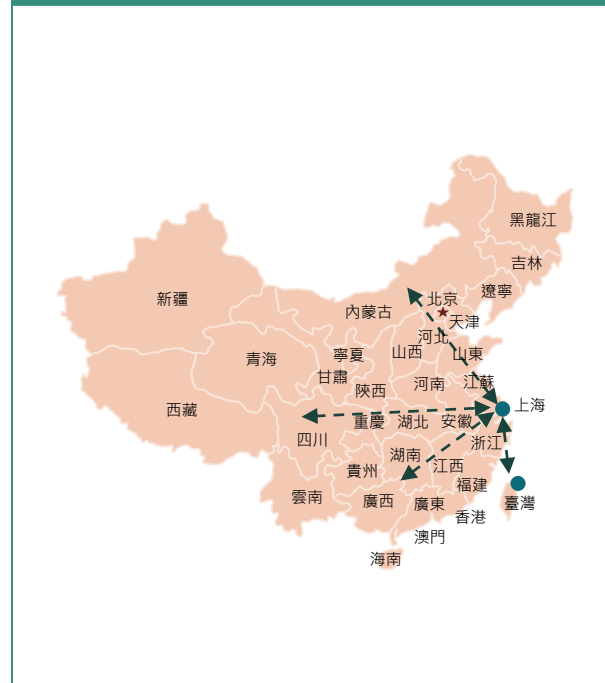 黑龍江
吉林
遼寧
北京
新疆
內蒙古
天津
河北
山西
山東
寧夏
青海
甘肅
江蘇
河南
陝西
上海
西藏
重慶
湖北
安徽
四川
浙江
湖南
江西
貴州
福建
雲南
廣西
廣東
臺灣
香港
澳門
海南